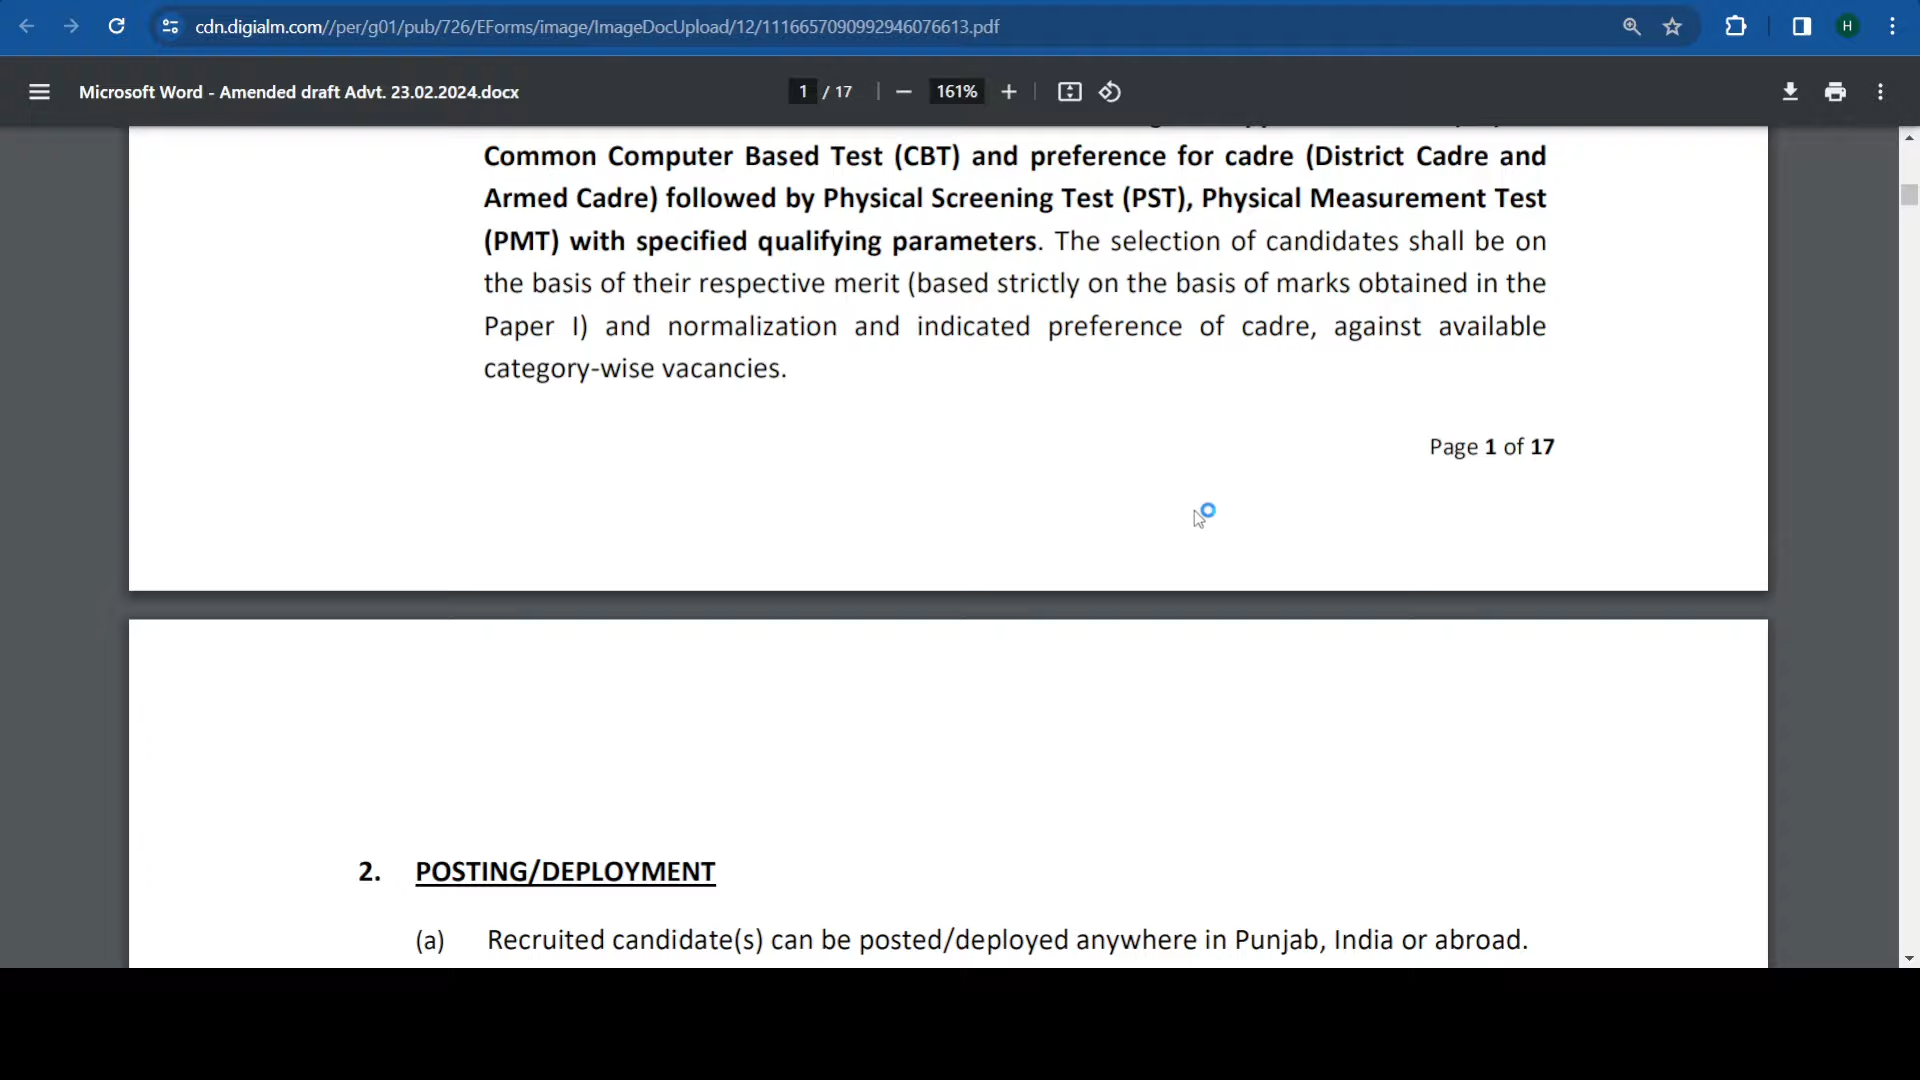 cdn.digialm.com//per/g01/pub/726/EForms/image/ImageDocUpload/12/1116657090992946076613.pdf
H
Microsoft Word - Amended draft Advt. 23.02.2024.docx
1 / 17
161%
Common Computer Based Test (CBT) and preference for cadre (District Cadre and
Armed Cadre) followed by Physical Screening Test (PST), Physical Measurement Test
(PMT) with specified qualifying parameters. The selection of candidates shall be on
the basis of their respective merit (based strictly on the basis of marks obtained in the
Paper I) and normalization and indicated preference of cadre, against available
category-wise vacancies.
Page 1 of 17
2. POSTING/DEPLOYMENT
(a) Recruited candidate(s) can be posted/deployed anywhere in Punjab, India or abroad.